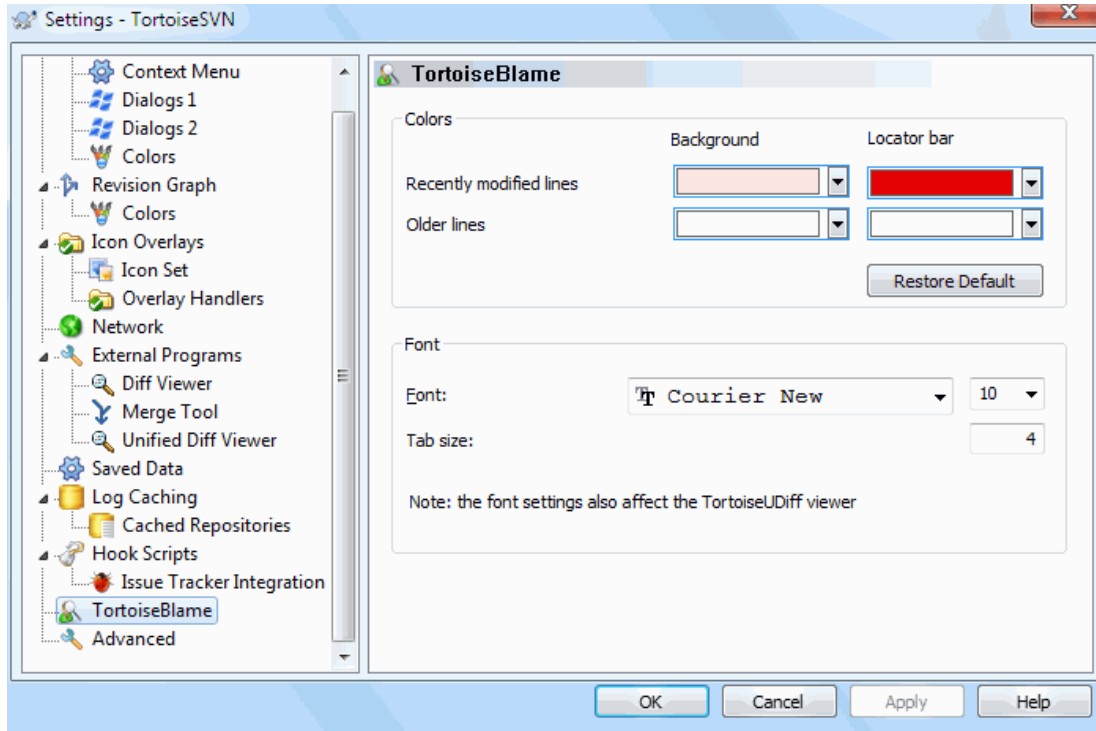 Settings - TortoiseSVN
X
Context Menu
Dialogs 1
Dialogs 2
Colors
Revision Graph
Colors
Icon Overlays
Icon Set
Overlay Handlers
Network
External Programs
Diff Viewer
Merge Tool
Unified Diff Viewer
Saved Data
Log Caching
Cached Repositories
Hook Scripts
Issue Tracker Integration
TortoiseBlame
Advanced
TortoiseBlame
Colors
Background
Locator bar
Recently modified lines
Older lines
Restore Default
Font
Font:
Courier New
10
Tab size:
4
Note: the font settings also affect the TortoiseUDiff viewer
OK
Cancel
Apply
Help